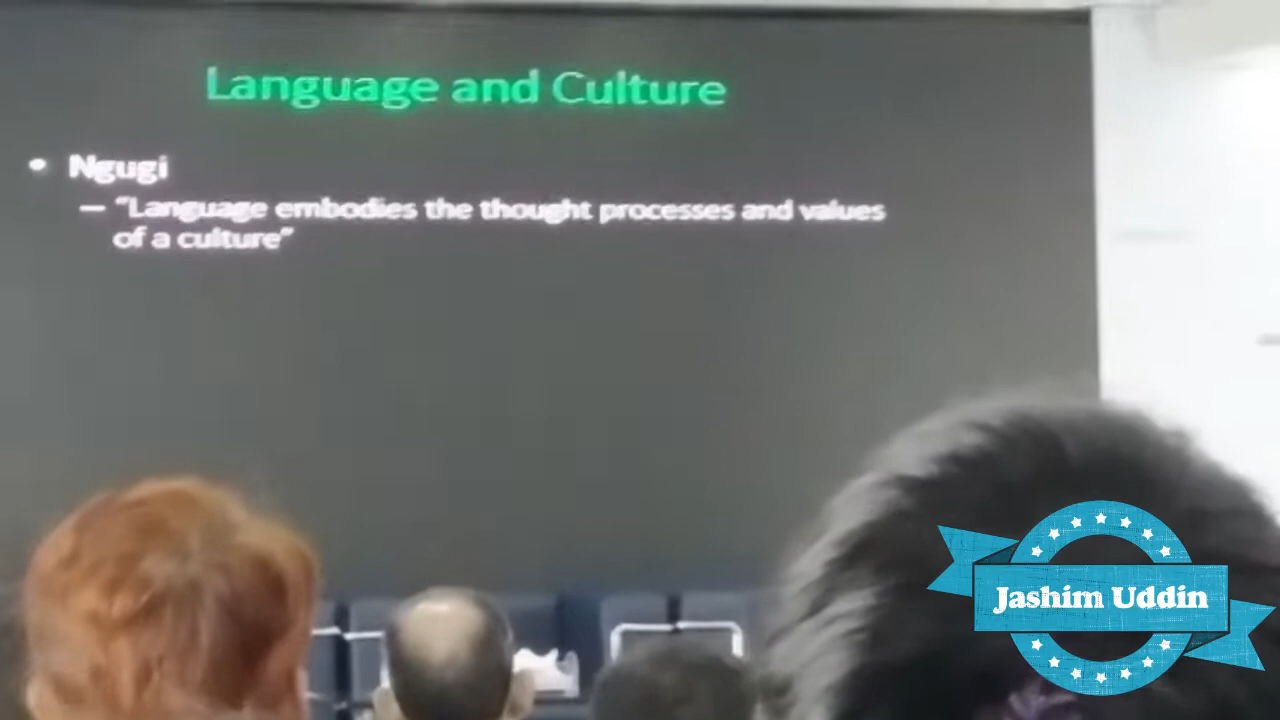 Language and Culture
• Ngugi
– “Language embodies the thought processes and values
of a culture”
Jashim Uddin